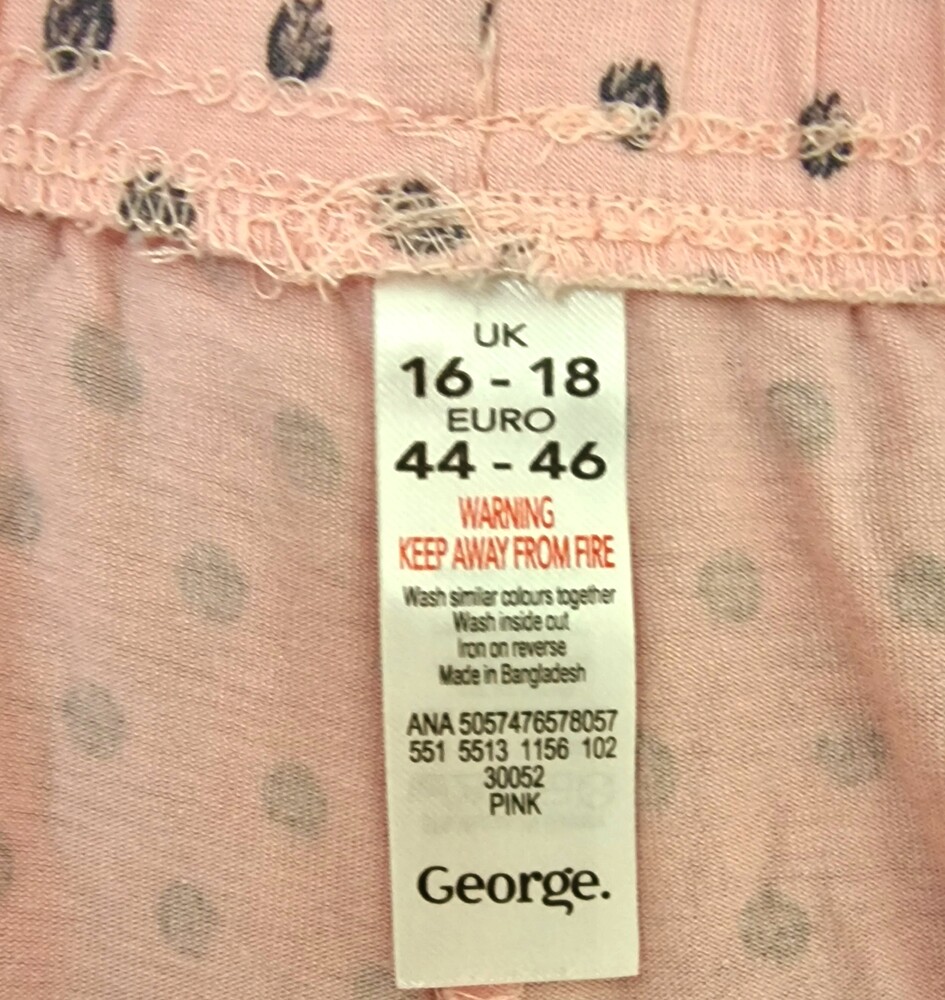 UK
16 - 18
EURO
44 - 46
WARNING
KEEP AWAY FROM FIRE
Wash similar colours together
Wash inside out
Iron on reverse
Made in Bangladesh
ANA 5057476578057
551 5513 1156 102
30052
PINK
George.